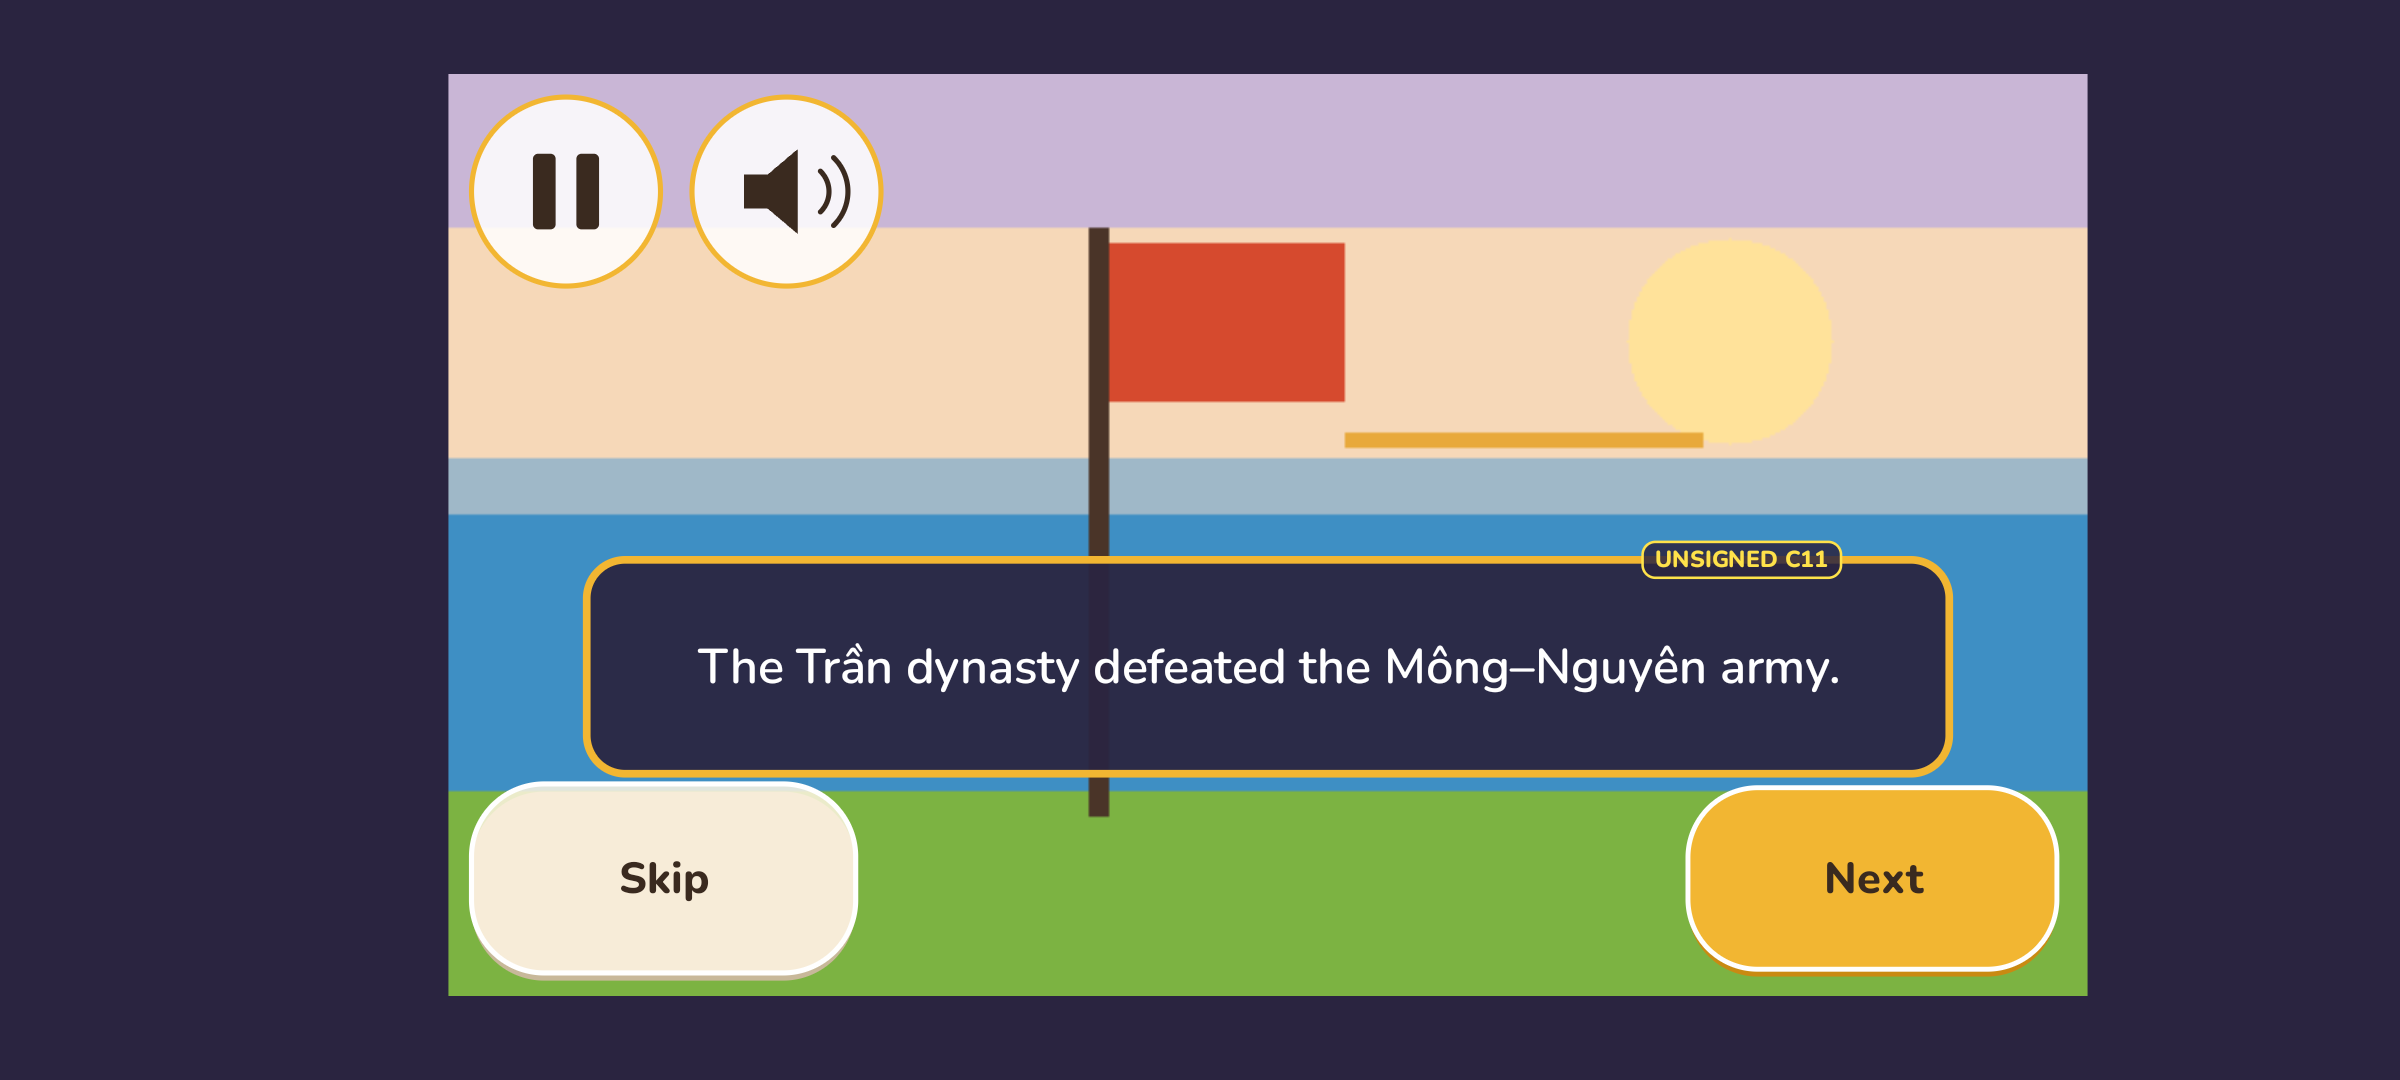 UNSIGNED C11
The Trần dynasty defeated the Mông–Nguyên army.
Skip
Next